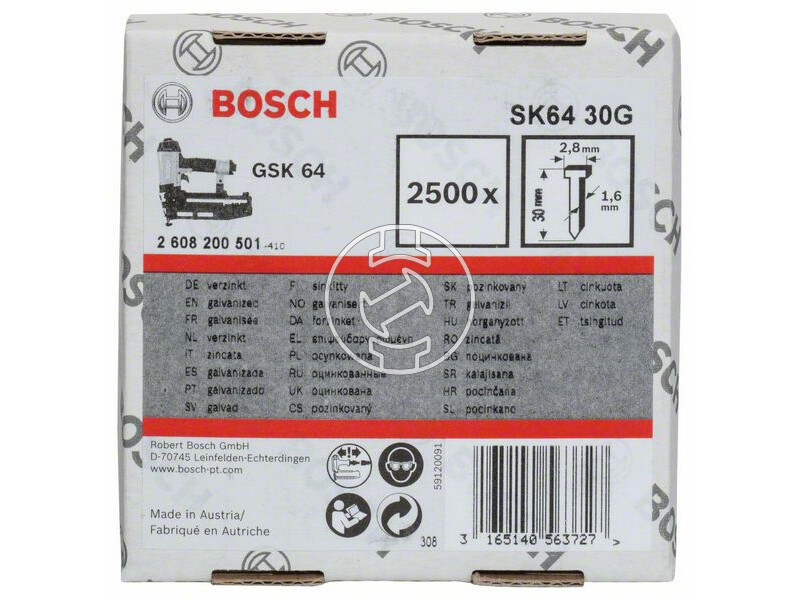 BOSCH
BOSCH
SK64 30G
GSK 64
2500 x
2,8 mm
30 mm
1,6 mm
2 608 200 501 -410
DE verzinkt
EN galvanized
FR galvanisée
NL verzinkt
IT zincata
ES galvanizada
PT galvanizado
SV galvad
F sinkitty
NO galvanisert
DA forzinket
EL
PL ocynkowana
RU оцинкованные
UK оцинкована
CS pozinkovaný
SK pozinkovaný
TR galvanizli
HU horganyzott
RO zincată
BG поцинкована
SR kalajisana
HR pocinčana
SL pocinkano
LT cinkuota
LV cinkota
ET tsingitud
Robert Bosch GmbH
D-70745 Leinfelden-Echterdingen
www.bosch-pt.com
Made in Austria/
Fabriqué en Autriche
59120091
308
3 165140 563727 >
BOSCH